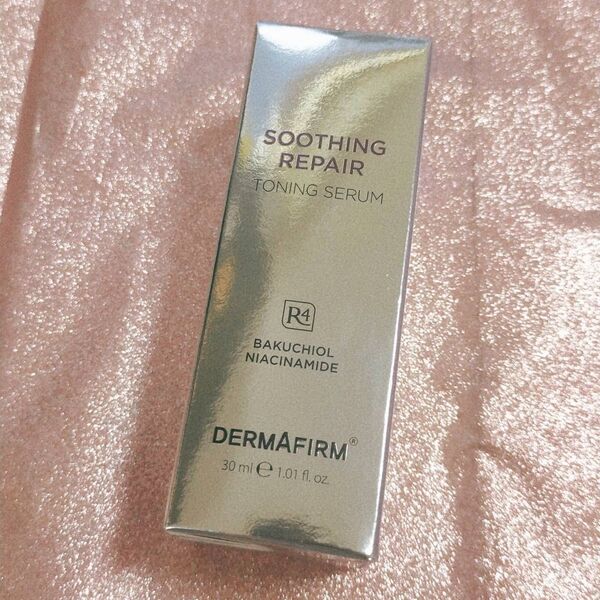 SOOTHING
REPAIR
TONING SERUM
R4
BAKUCHIOL
NIACINAMIDE
DERMAFIRM®
30 ml ℮ 1.01 fl. oz.